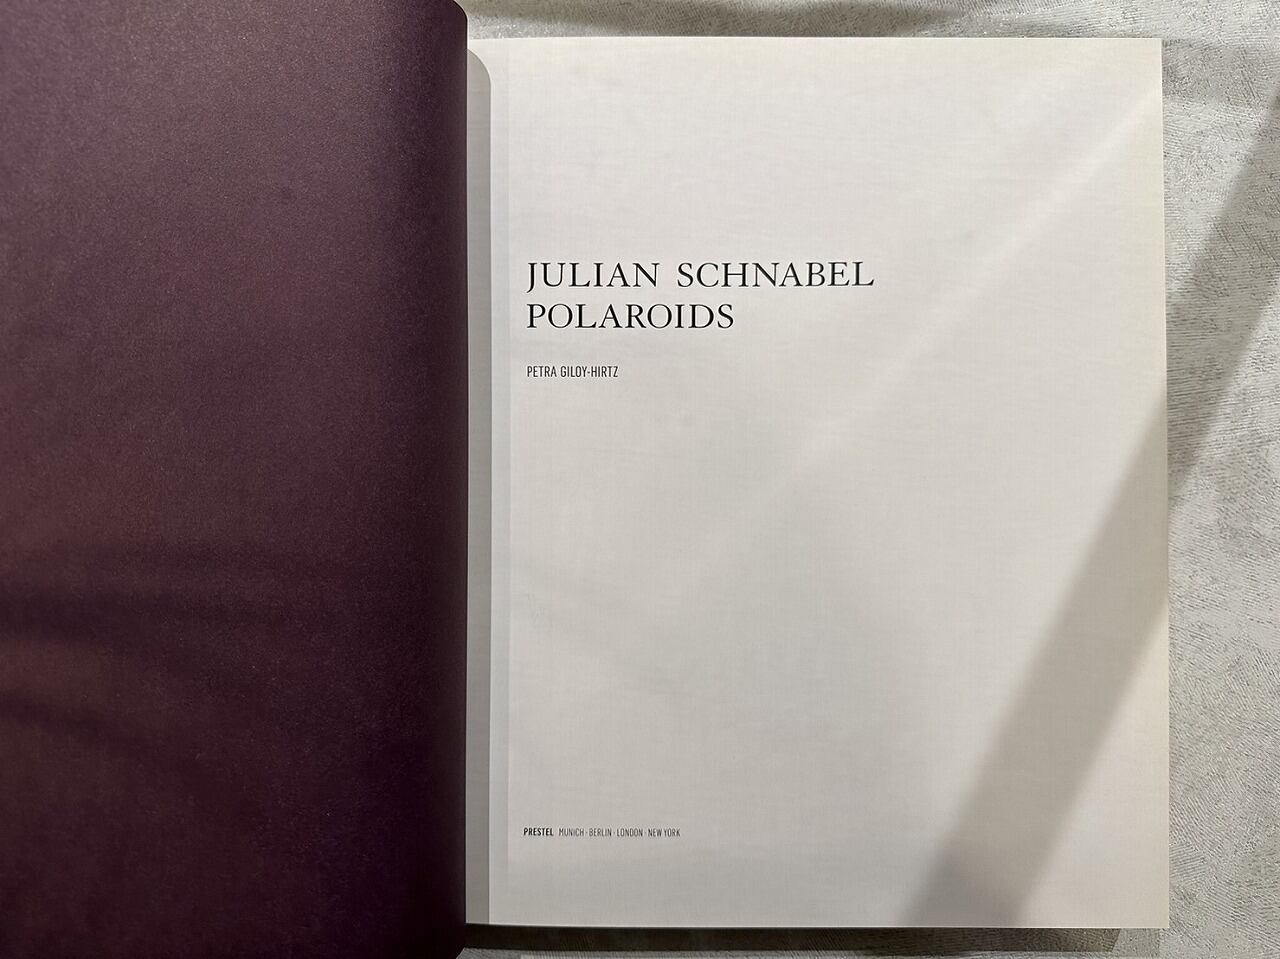 JULIAN SCHNABEL
POLAROIDS
PETRA GILOY-HIRTZ
PRESTEL MUNICH · BERLIN · LONDON · NEW YORK